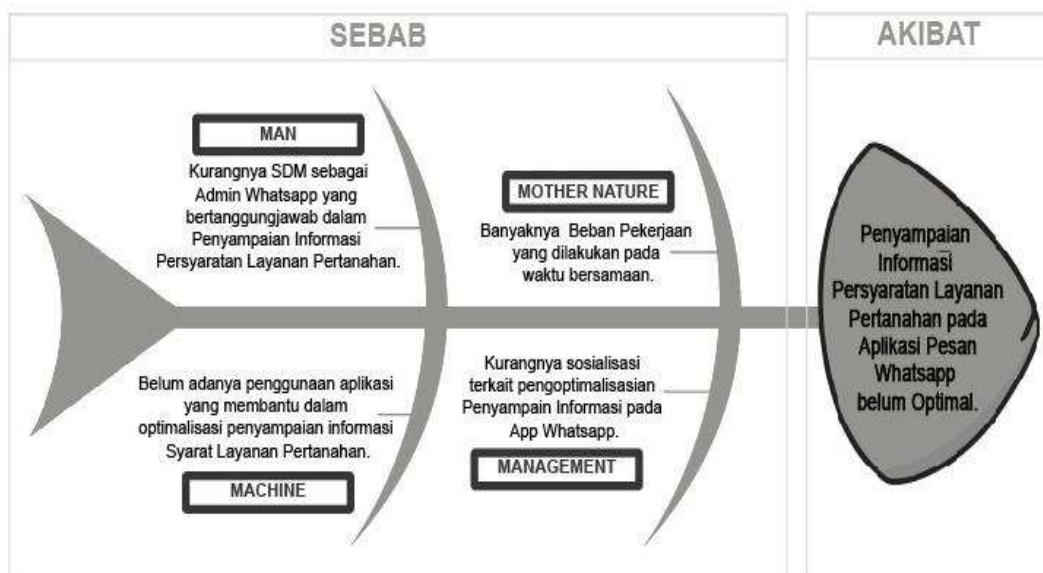 SEBAB
AKIBAT
MAN
Kurangnya SDM sebagai
Admin Whatsapp yang
bertanggungjawab dalam
Penyampaian Informasi
Persyaratan Layanan Pertanahan.
MOTHER NATURE
Banyaknya Beban Pekerjaan
yang dilakukan pada
waktu bersamaan.
Belum adanya penggunaan aplikasi
yang membantu dalam
optimalisasi penyampaian informasi
Syarat Layanan Pertanahan.
MACHINE
Kurangnya sosialisasi
terkait pengoptimalisasian
Penyampain Informasi pada
App Whatsapp.
MANAGEMENT
Penyampaian
Informasi
Persyaratan Layanan
Pertanahan pada
Aplikasi Pesan
Whatsapp
belum Optimal.